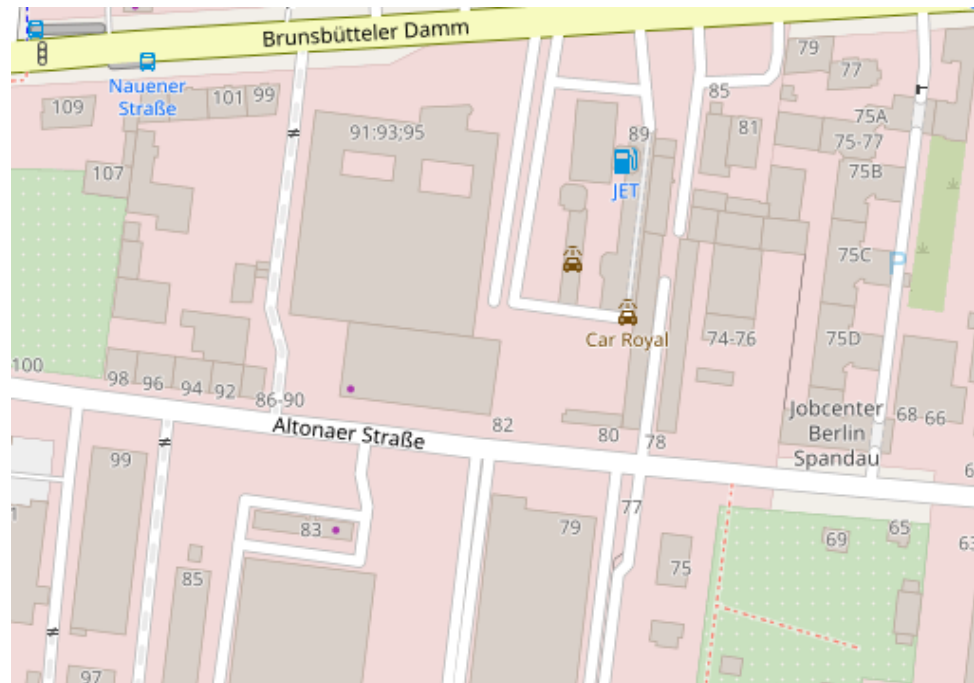 Brunsbütteler Damm
Nauener
Straße
109
101
99
91:93;95
89
85
81
79
77
75A
75-77
75B
107
JET
75C
P
Car Royal
74-76
75D
100
98
96
94
92
86-90
Altonaer Straße
82
80
78
Jobcenter
Berlin
Spandau
68-66
6
99
1
83
85
79
77
75
69
65
63
97